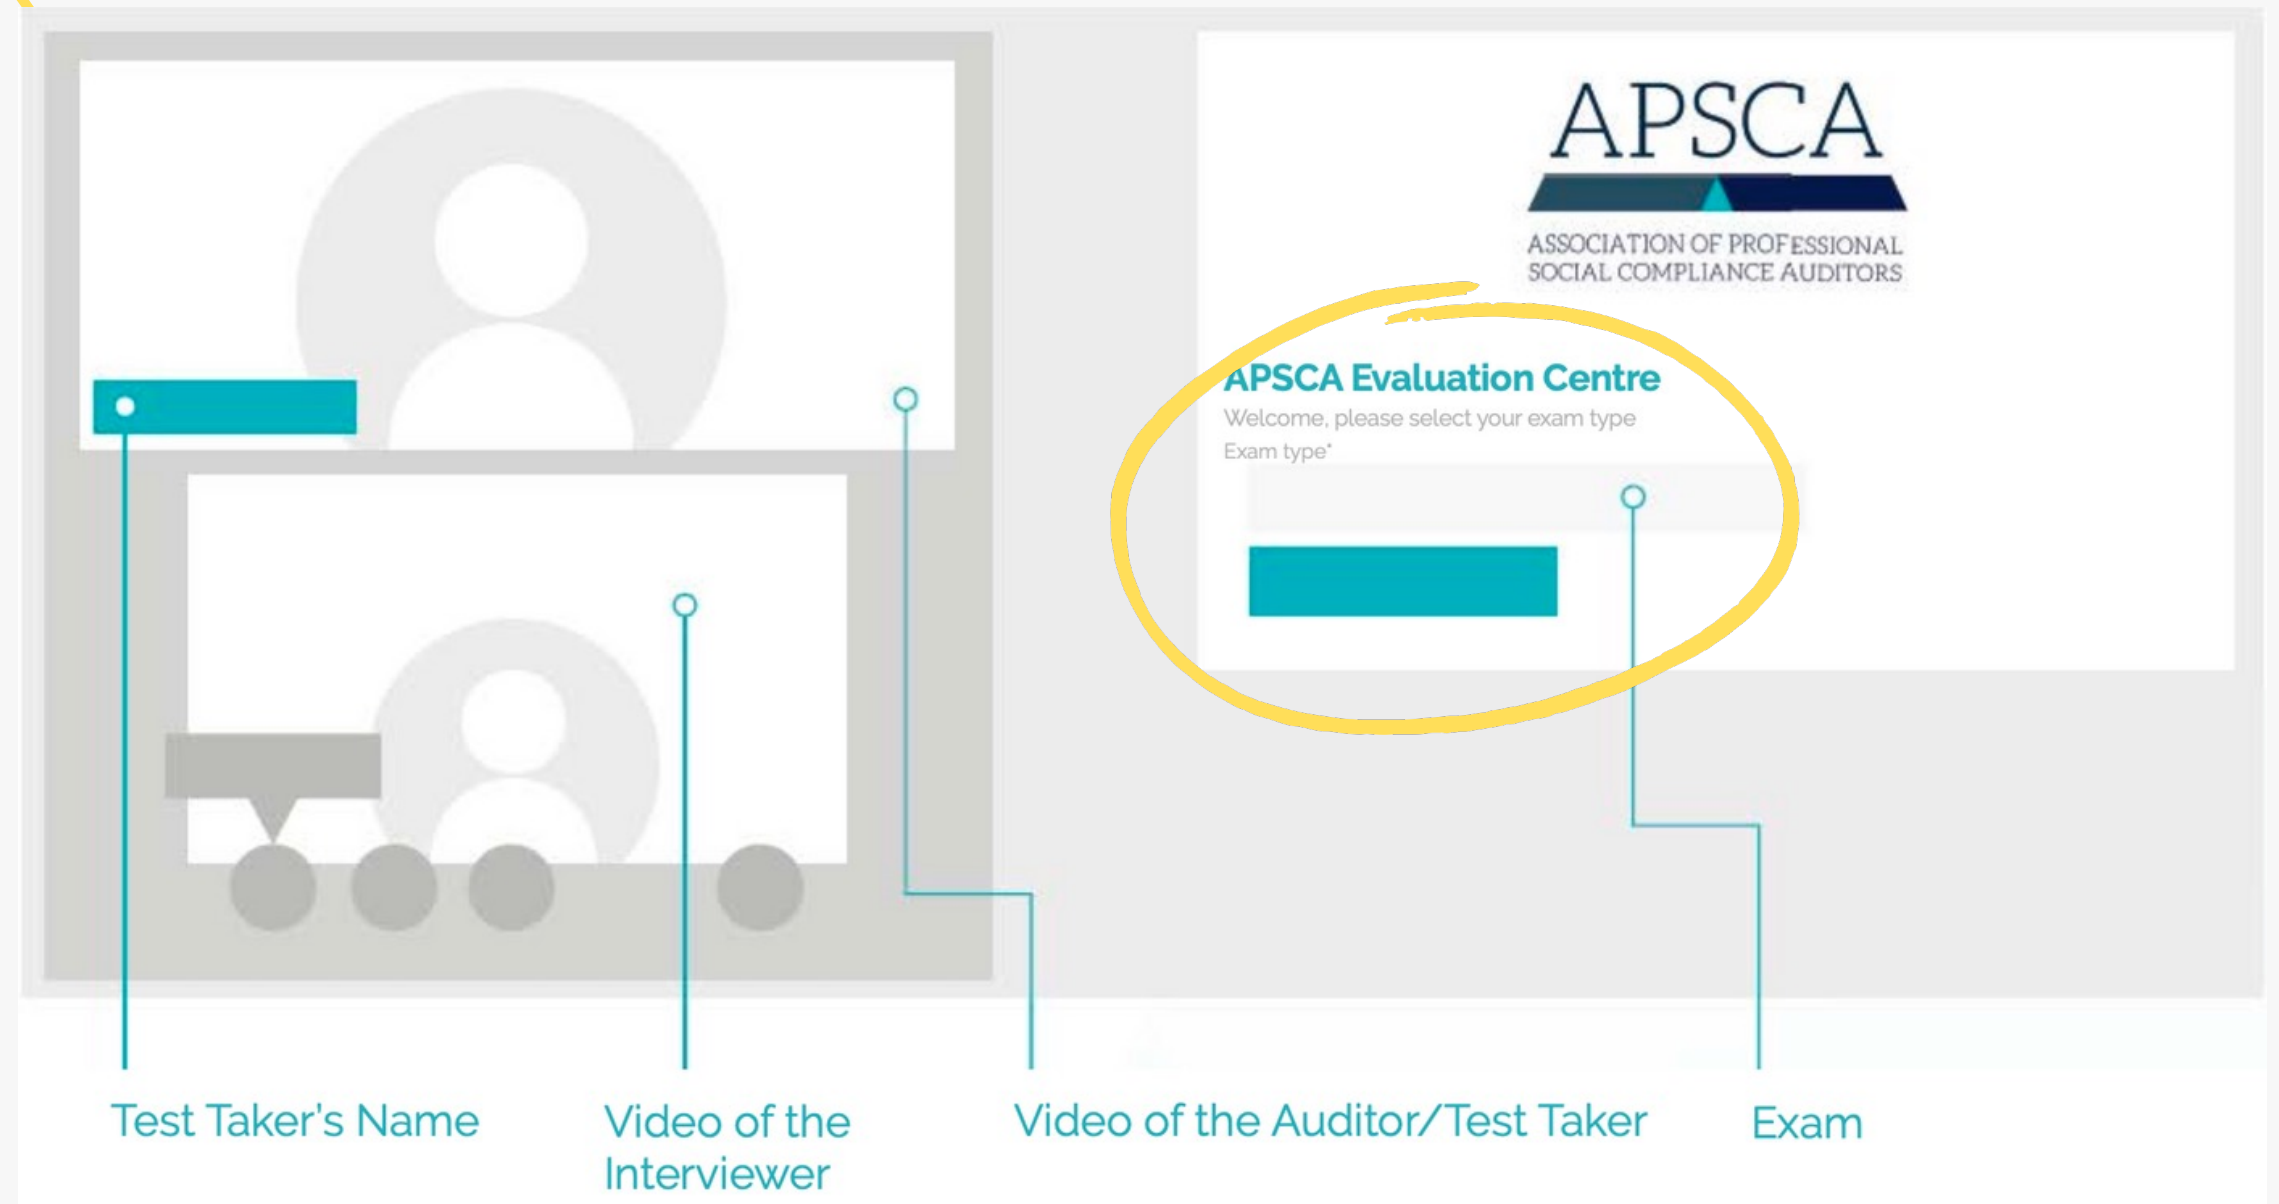 APSCA
ASSOCIATION OF PROFESSIONAL
SOCIAL COMPLIANCE AUDITORS
APSCA Evaluation Centre
Welcome, please select your exam type
Exam type*
Test Taker's Name
Video of the
Interviewer
Video of the Auditor/Test Taker
Exam